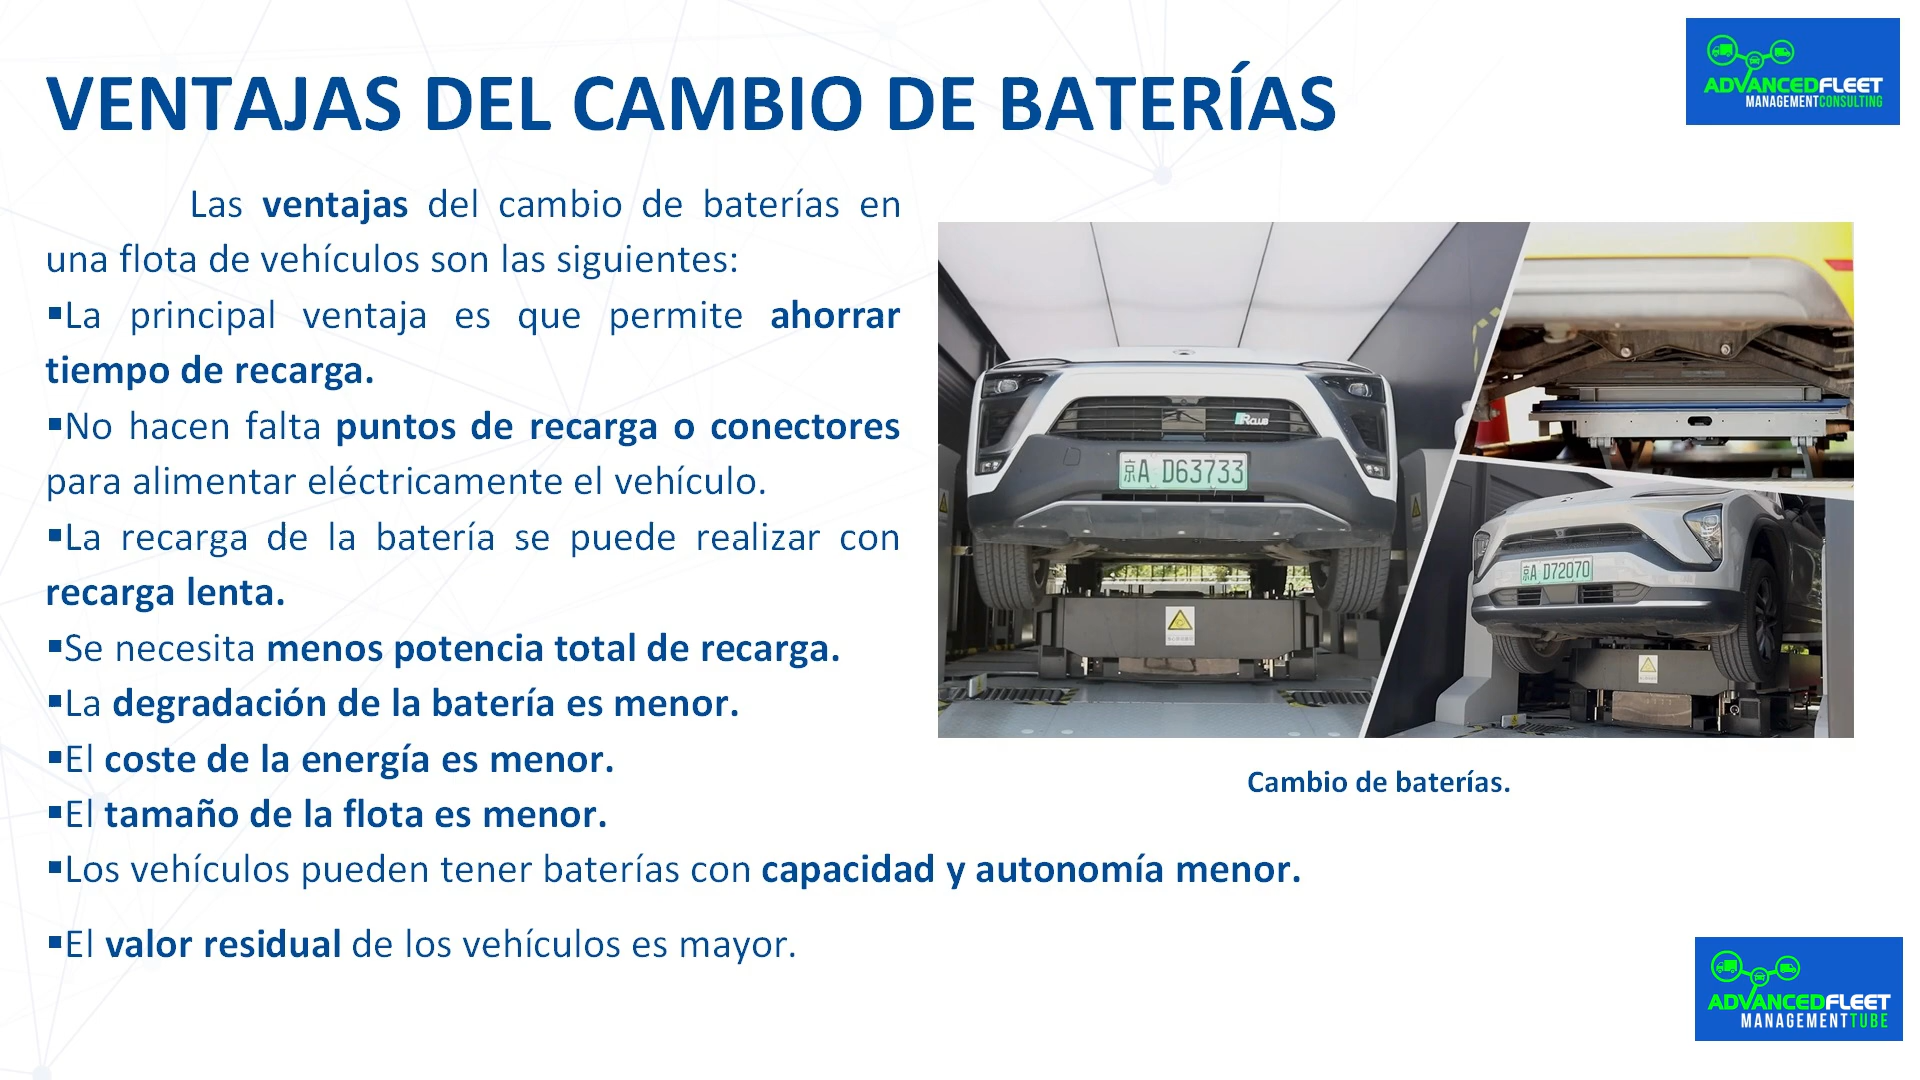 VENTAJAS DEL CAMBIO DE BATERÍAS
ADVANCEDFLEET
MANAGEMENTCONSULTING
Las ventajas del cambio de baterías en
una flota de vehículos son las siguientes:
▪La principal ventaja es que permite ahorrar
tiempo de recarga.
▪No hacen falta puntos de recarga o conectores
para alimentar eléctricamente el vehículo.
▪La recarga de la batería se puede realizar con
recarga lenta.
▪Se necesita menos potencia total de recarga.
▪La degradación de la batería es menor.
▪El coste de la energía es menor.
▪El tamaño de la flota es menor.
▪Los vehículos pueden tener baterías con capacidad y autonomía menor.
▪El valor residual de los vehículos es mayor.
京A D63733
京A D72070
Cambio de baterías.
ADVANCEDFLEET
MANAGEMENTTUBE